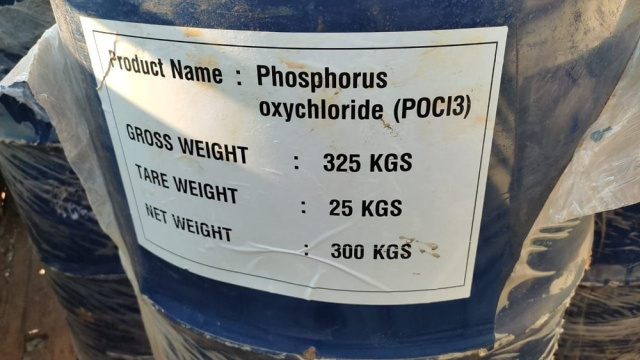 Product Name : Phosphorus
oxychloride (POCl3)
GROSS WEIGHT : 325 KGS
TARE WEIGHT : 25 KGS
NET WEIGHT : 300 KGS